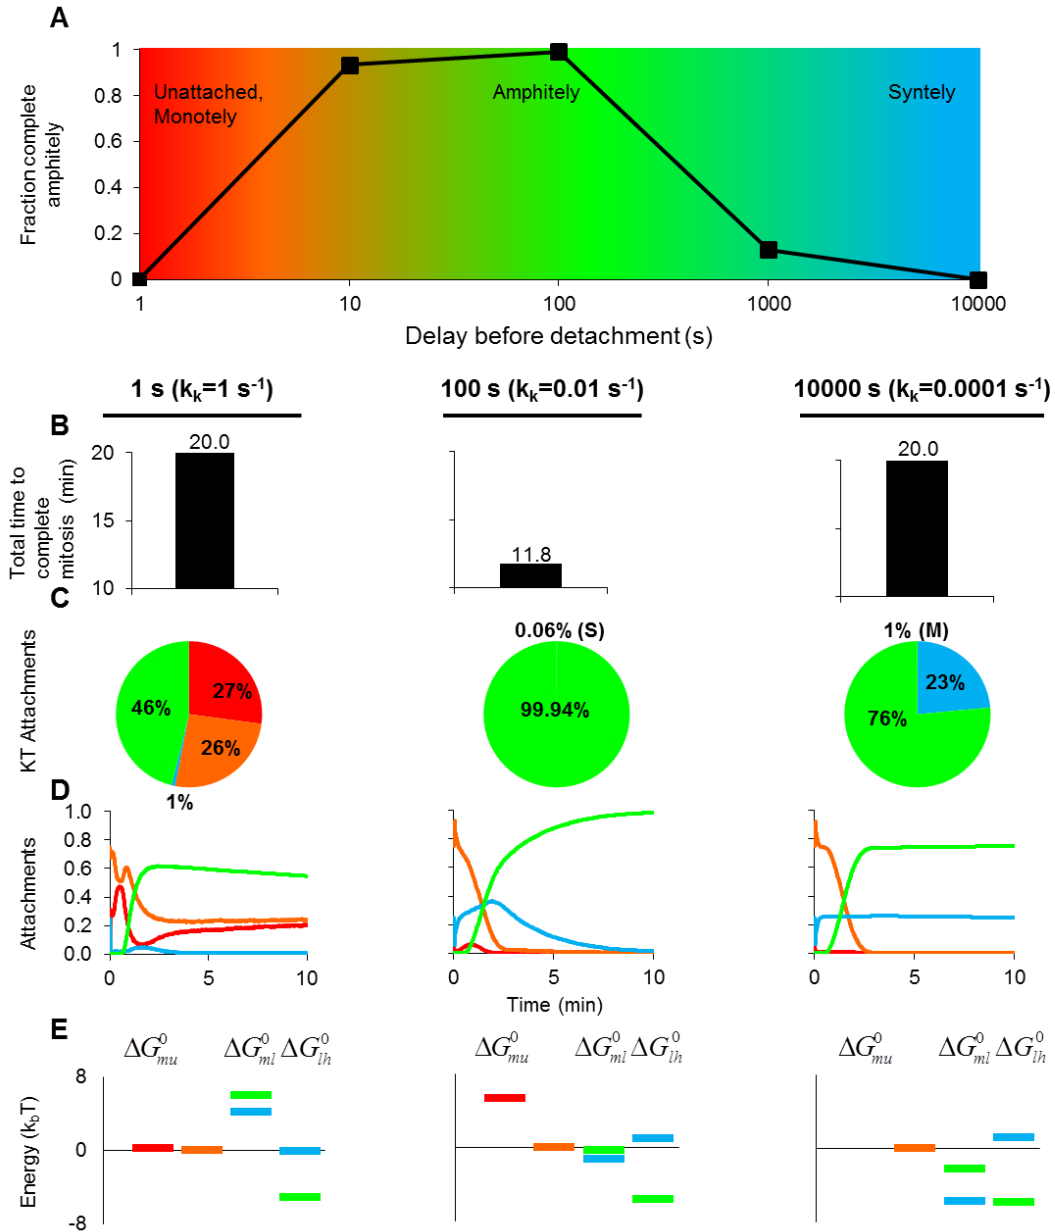 A
Fraction complete
amphitely
1
0.8
0.6
0.4
0.2
0
Unattached,
Monotely
Amphitely
Syntely
1
10
100
1000
10000
Delay before detachment (s)
1 s (kk=1 s-1)
100 s (kk=0.01 s-1)
10000 s (kk=0.0001 s-1)
B
Total time to
complete
mitosis (min)
20
15
10
20.0
11.8
20.0
C
KT Attachments
46%
27%
26%
1%
0.06% (S)
99.94%
1% (M)
23%
76%
D
Attachments
1.0
0.8
0.6
0.4
0.2
0.0
0
5
10
0
5
10
0
5
10
Time (min)
E
ΔG0mu
ΔG0ml
ΔG0lh
ΔG0mu
ΔG0ml
ΔG0lh
ΔG0mu
ΔG0ml
ΔG0lh
Energy (kbT)
8
0
-8